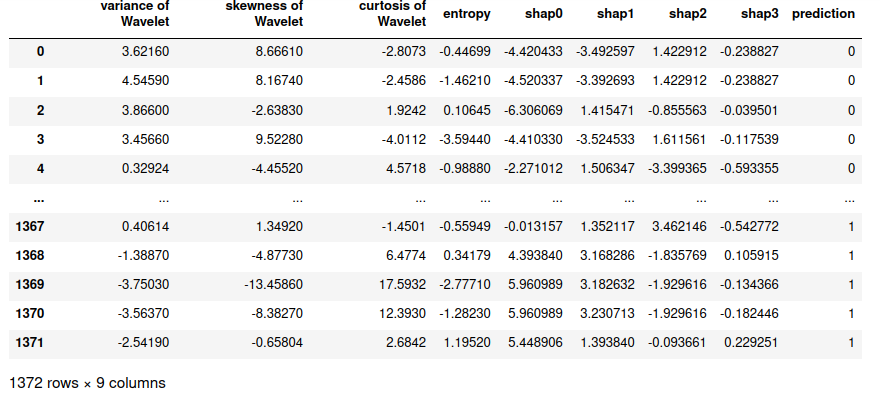 variance of Wavelet skewness of Wavelet curtosis of Wavelet entropy shap0 shap1 shap2 shap3 prediction
0 3.62160 8.66610 -2.8073 -0.44699 -4.420433 -3.492597 1.422912 -0.238827 0
1 4.54590 8.16740 -2.4586 -1.46210 -4.520337 -3.392693 1.422912 -0.238827 0
2 3.86600 -2.63830 1.9242 0.10645 -6.306069 1.415471 -0.855563 -0.039501 0
3 3.45660 9.52280 -4.0112 -3.59440 -4.410330 -3.524533 1.611561 -0.117539 0
4 0.32924 -4.45520 4.5718 -0.98880 -2.271012 1.506347 -3.399365 -0.593355 0
... ... ... ... ... ... ... ... ... ...
1367 0.40614 1.34920 -1.4501 -0.55949 -0.013157 1.352117 3.462146 -0.542772 1
1368 -1.38870 -4.87730 6.4774 0.34179 4.393840 3.168286 -1.835769 0.105915 1
1369 -3.75030 -13.45860 17.5932 -2.77710 5.960989 3.182632 -1.929616 -0.134366 1
1370 -3.56370 -8.38270 12.3930 -1.28230 5.960989 3.230713 -1.929616 -0.182446 1
1371 -2.54190 -0.65804 2.6842 1.19520 5.448906 1.393840 -0.093661 0.229251 1
1372 rows × 9 columns